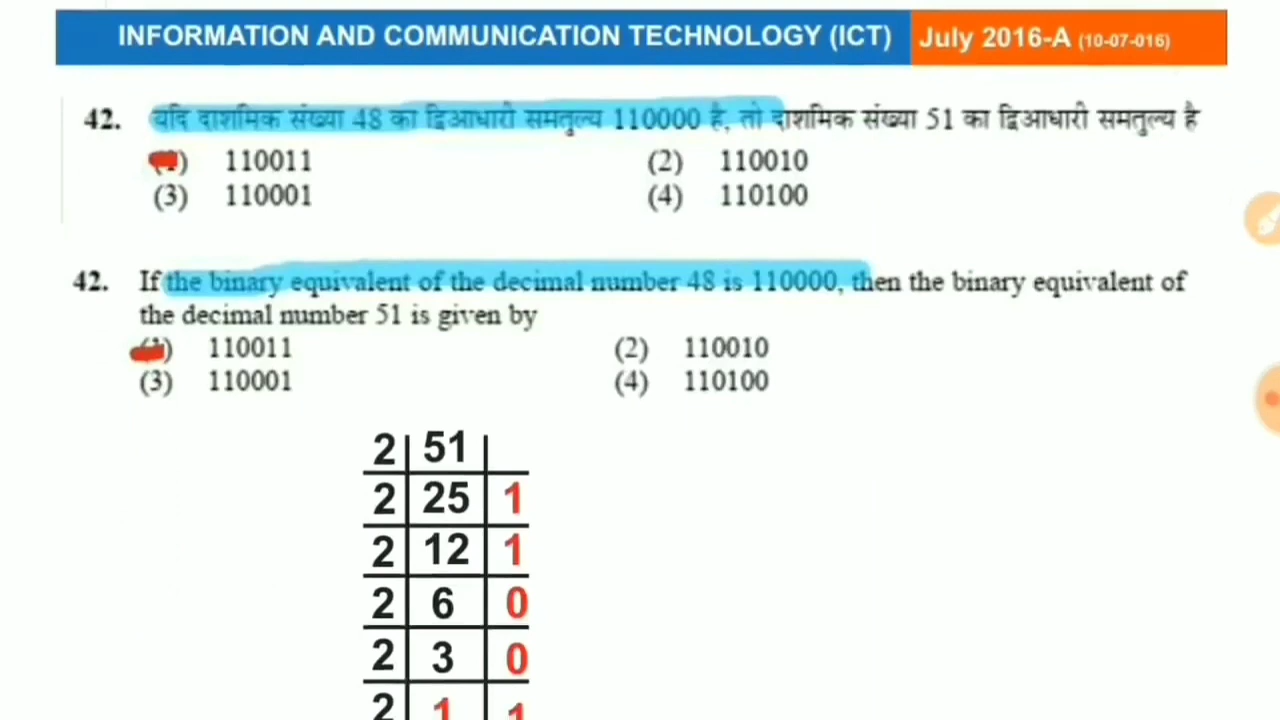 INFORMATION AND COMMUNICATION TECHNOLOGY (ICT) July 2016-A (10-07-016)
42. यदि दाशमिक संख्या 48 का द्विआधारी समतुल्य 110000 है, तो दाशमिक संख्या 51 का द्विआधारी समतुल्य है
(1) 110011 (2) 110010
(3) 110001 (4) 110100
42. If the binary equivalent of the decimal number 48 is 110000, then the binary equivalent of
the decimal number 51 is given by
(1) 110011 (2) 110010
(3) 110001 (4) 110100
2 51
2 25 1
2 12 1
2 6 0
2 3 0
2 1 1